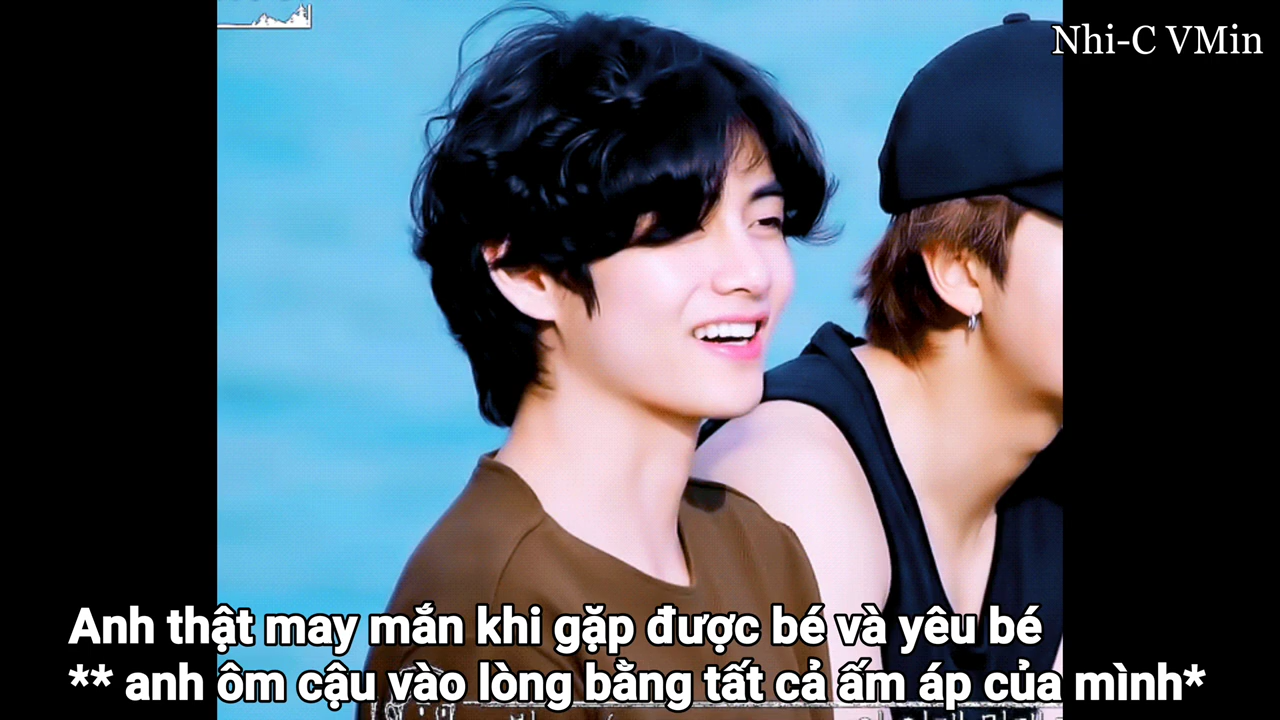 Nhi-C VMin
Anh thật may mắn khi gặp được bé và yêu bé
** anh ôm cậu vào lòng bằng tất cả ấm áp của mình*